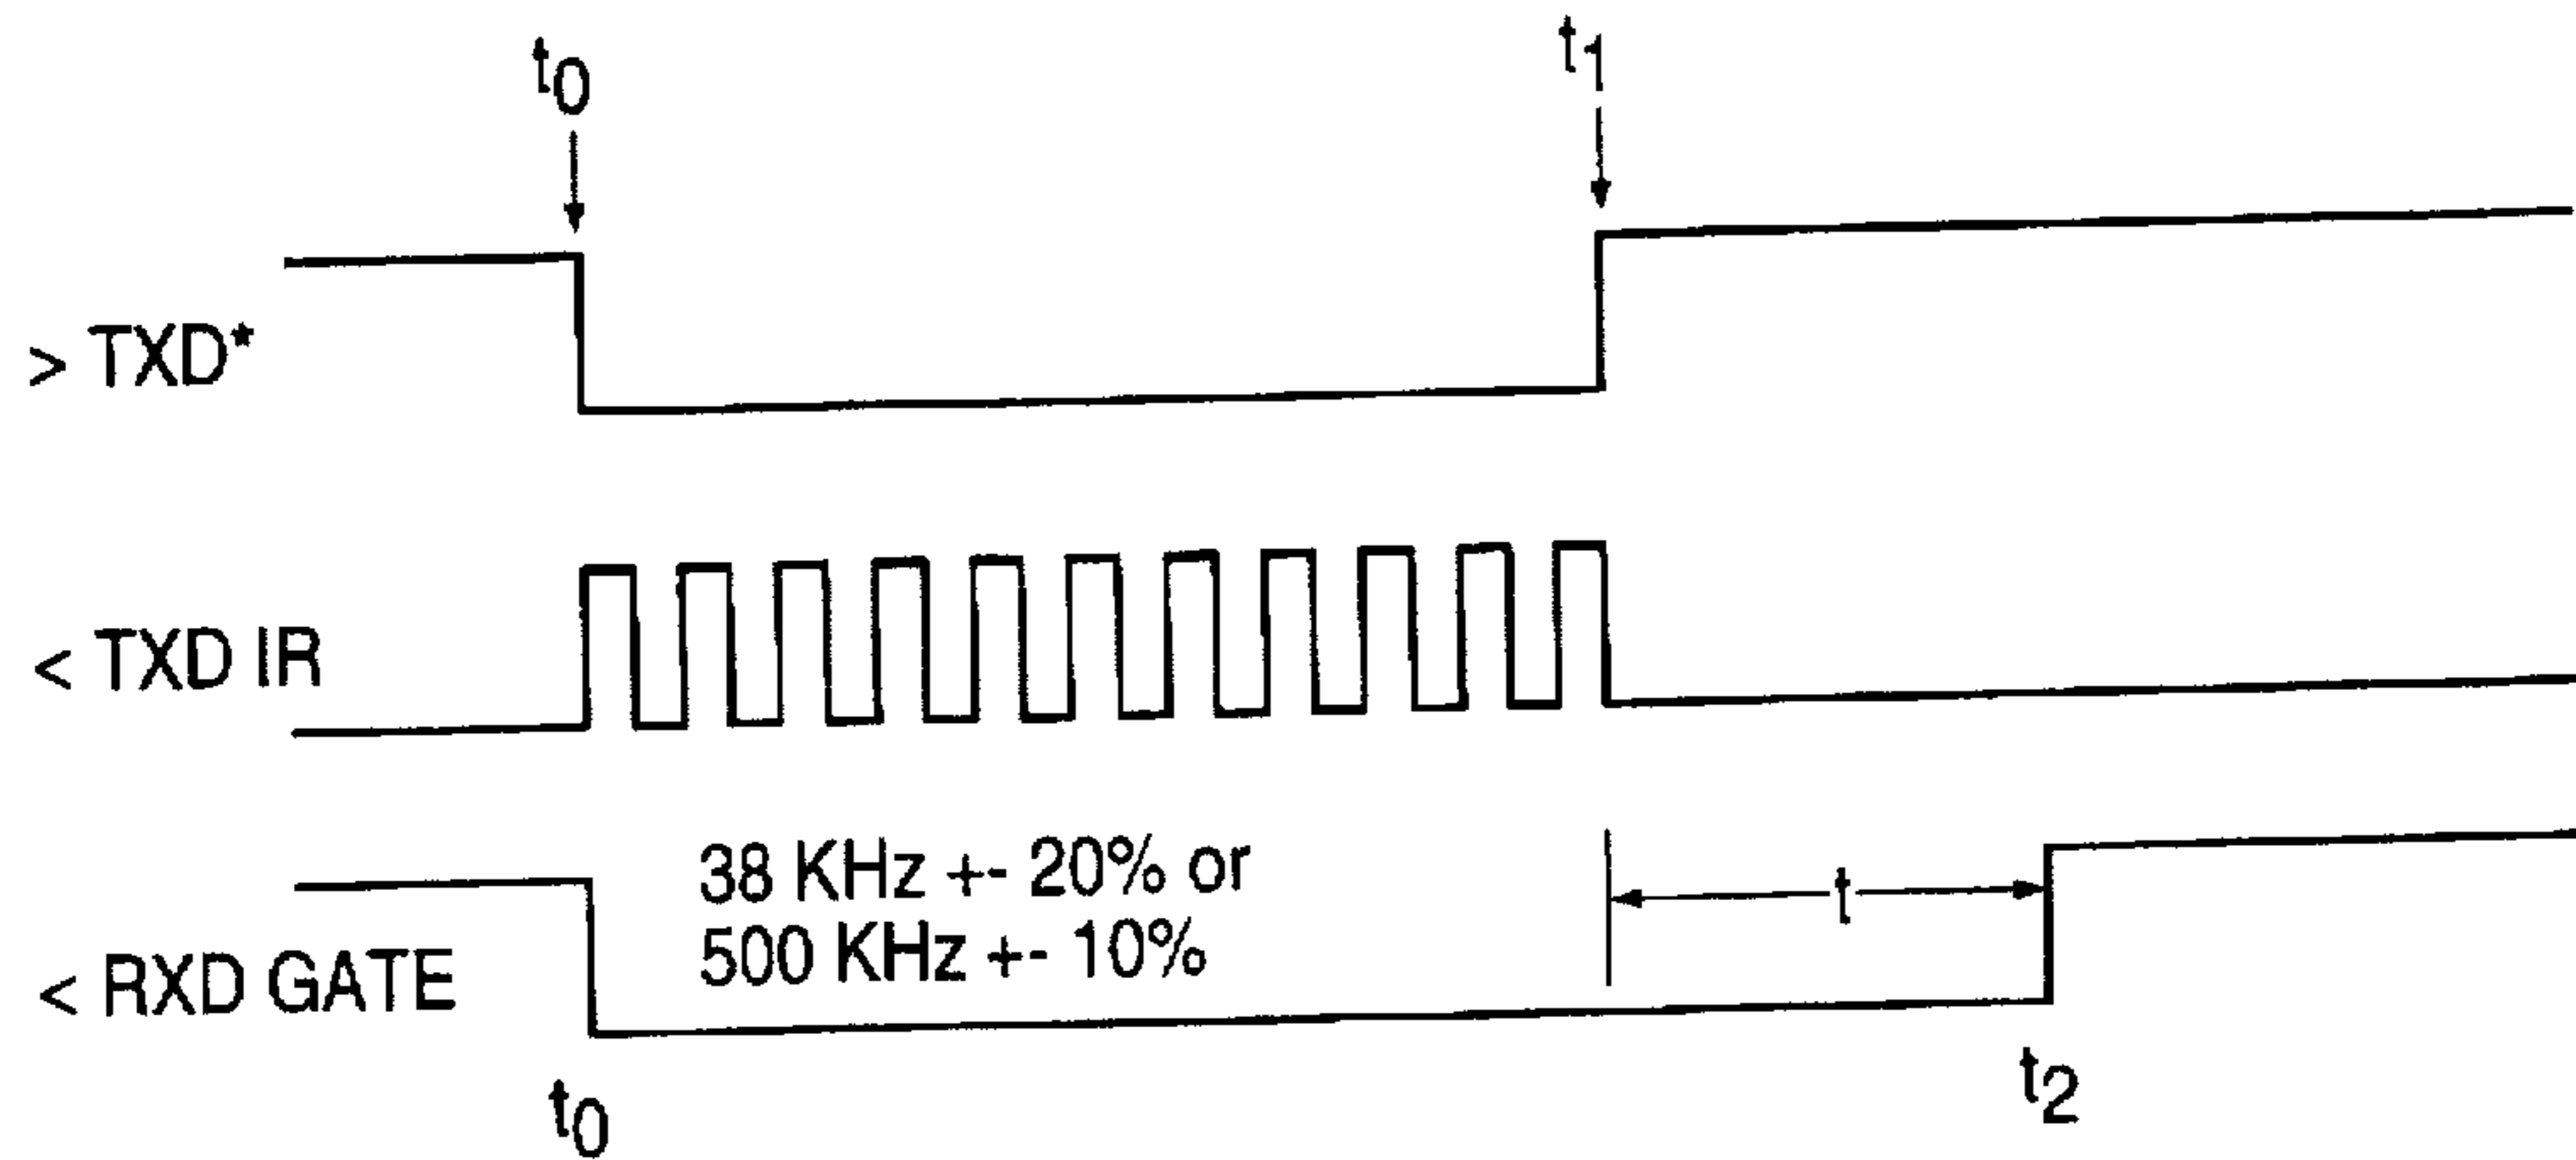 t0
t1
> TXD*
< TXD IR
38 KHz +- 20% or
500 KHz +- 10%
t
< RXD GATE
t0
t2